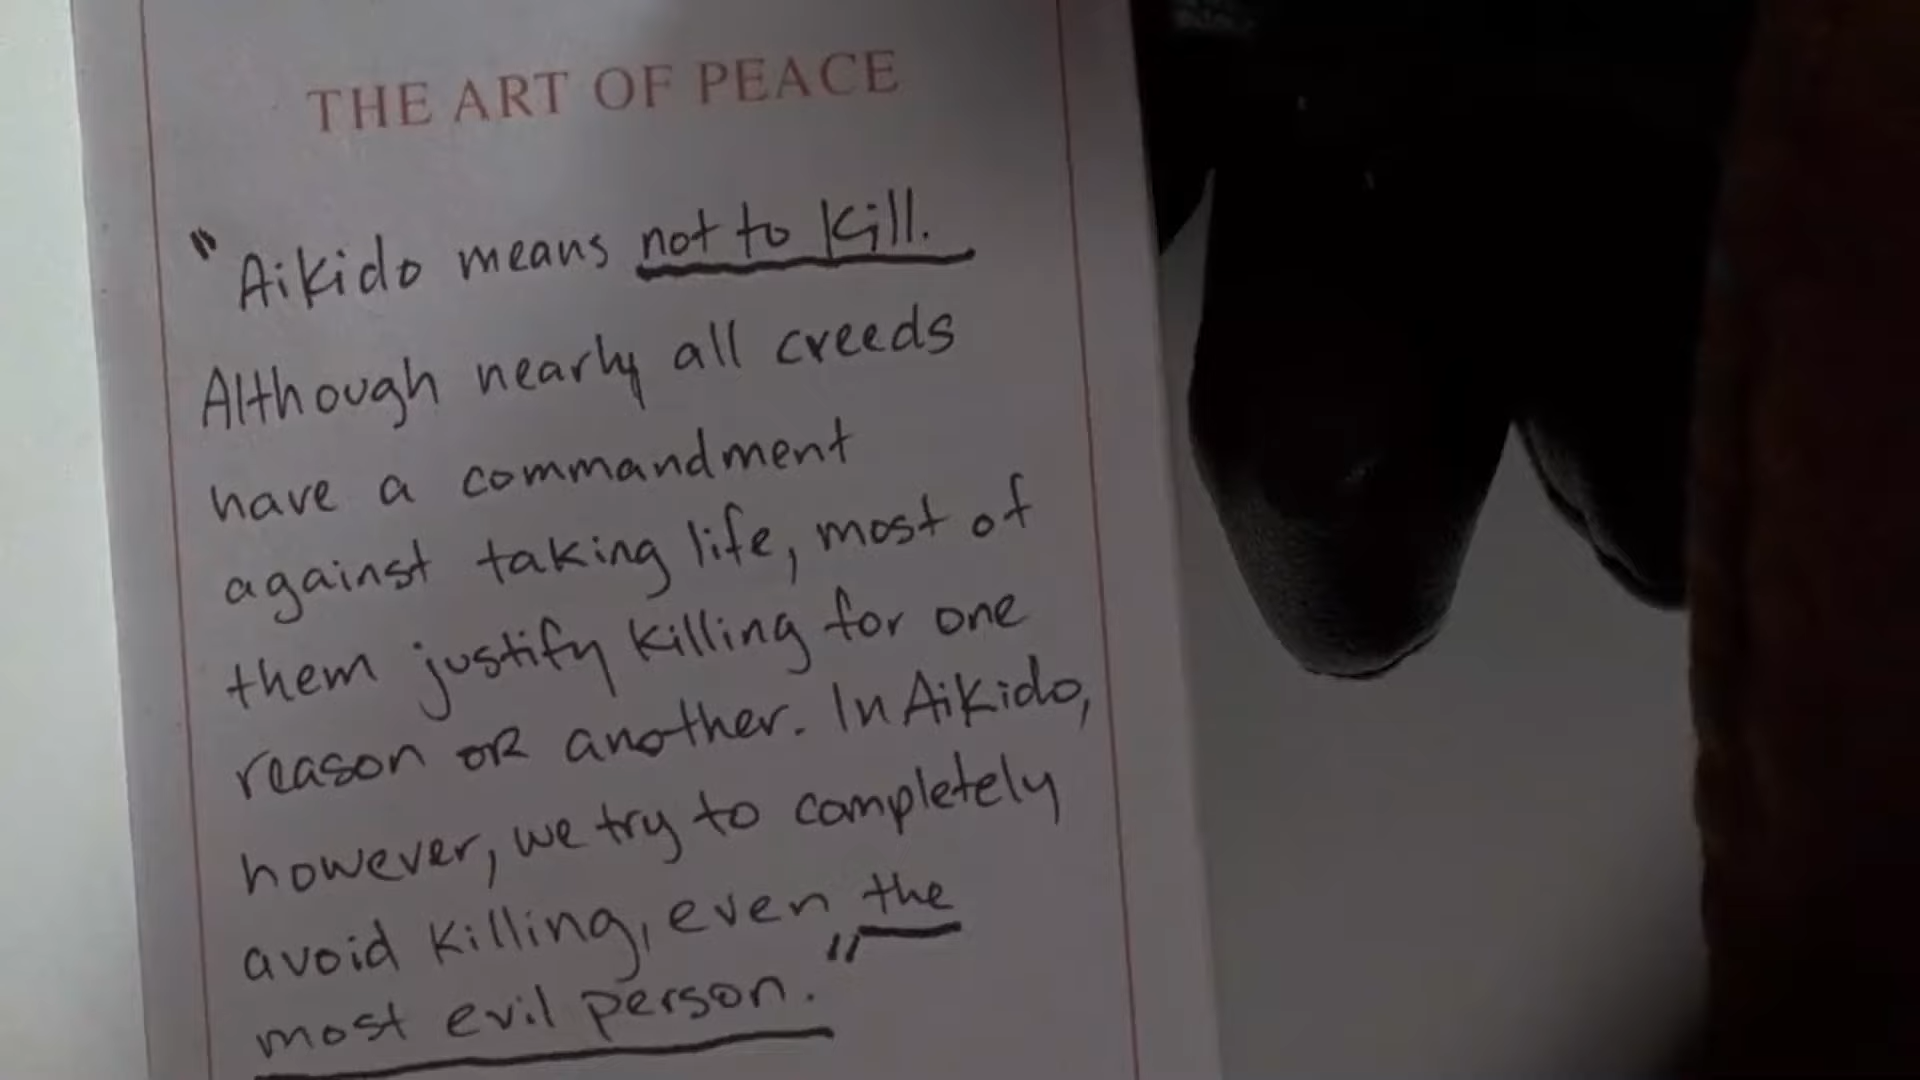 THE ART OF PEACE
"Aikido means not to kill.
Although nearly all creeds
have a commandment
against taking life, most of
them justify killing for one
reason or another. In Aikido,
however, we try to completely
avoid killing, even the
most evil person."